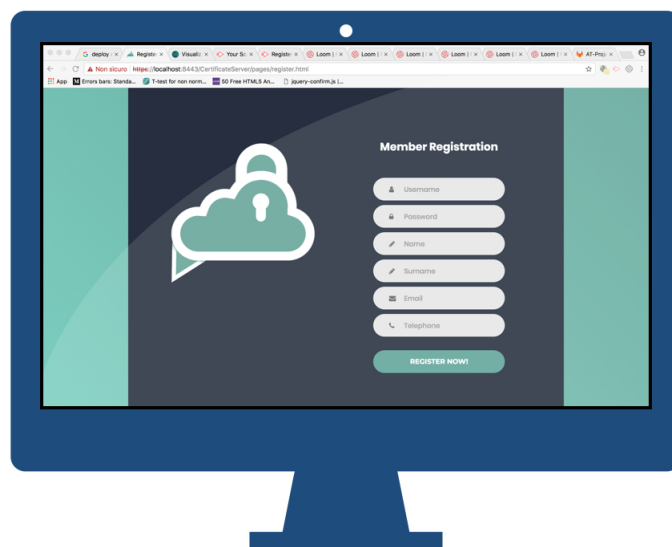 deploy Registe Visualiz Your Sc Registe Loom | Loom | Loom | Loom | Loom | Loom | AT-Proj
Non sicuro https://localhost:8443/CertificateServer/pages/register.html
App Errors bars: Standa... T-test for non norm... 50 Free HTML5 An... jquery-confirm.js |...
Member Registration
Username
Password
Name
Surname
Email
Telephone
REGISTER NOW!